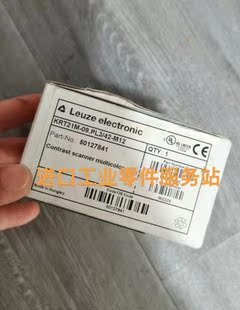 Leuze electronic
KRT21M-09.PL3/42-M12
QTY: 1
Part-No. 50127841
Contrast scanner multicolor
进口工业零件服务站
50127841